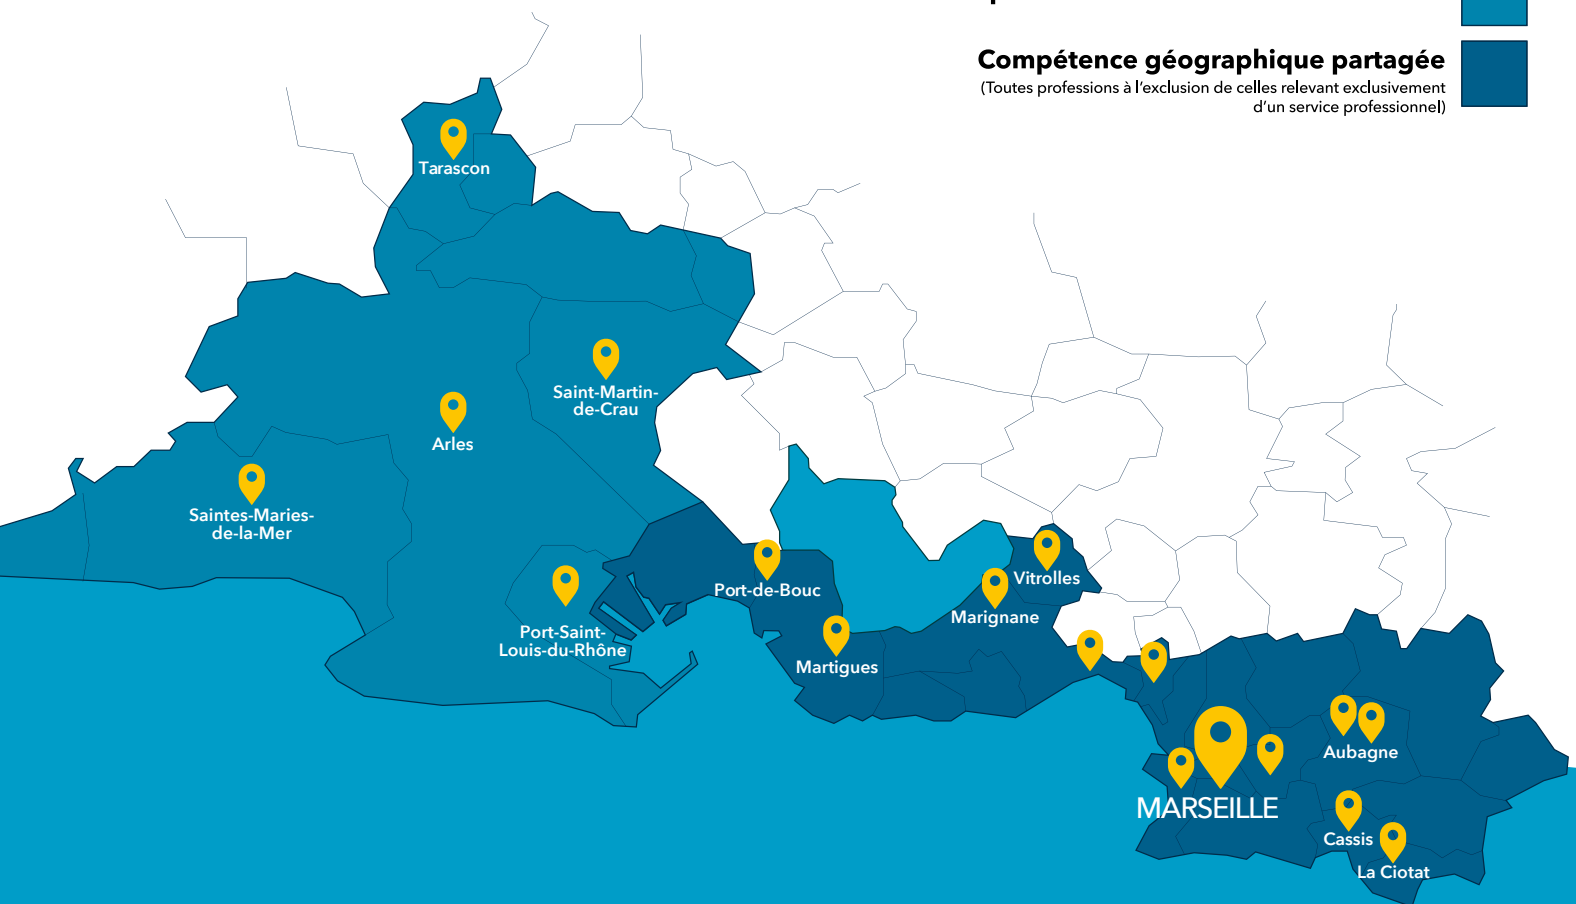 Compétence géographique partagée
(Toutes professions à l'exclusion de celles relevant exclusivement
d'un service professionnel)
Tarascon
Saint-Martin-
de-Crau
Arles
Saintes-Maries-
de-la-Mer
Port-de-Bouc
Vitrolles
Marignane
Port-Saint-
Louis-du-Rhône
Martigues
Aubagne
MARSEILLE
Cassis
La Ciotat